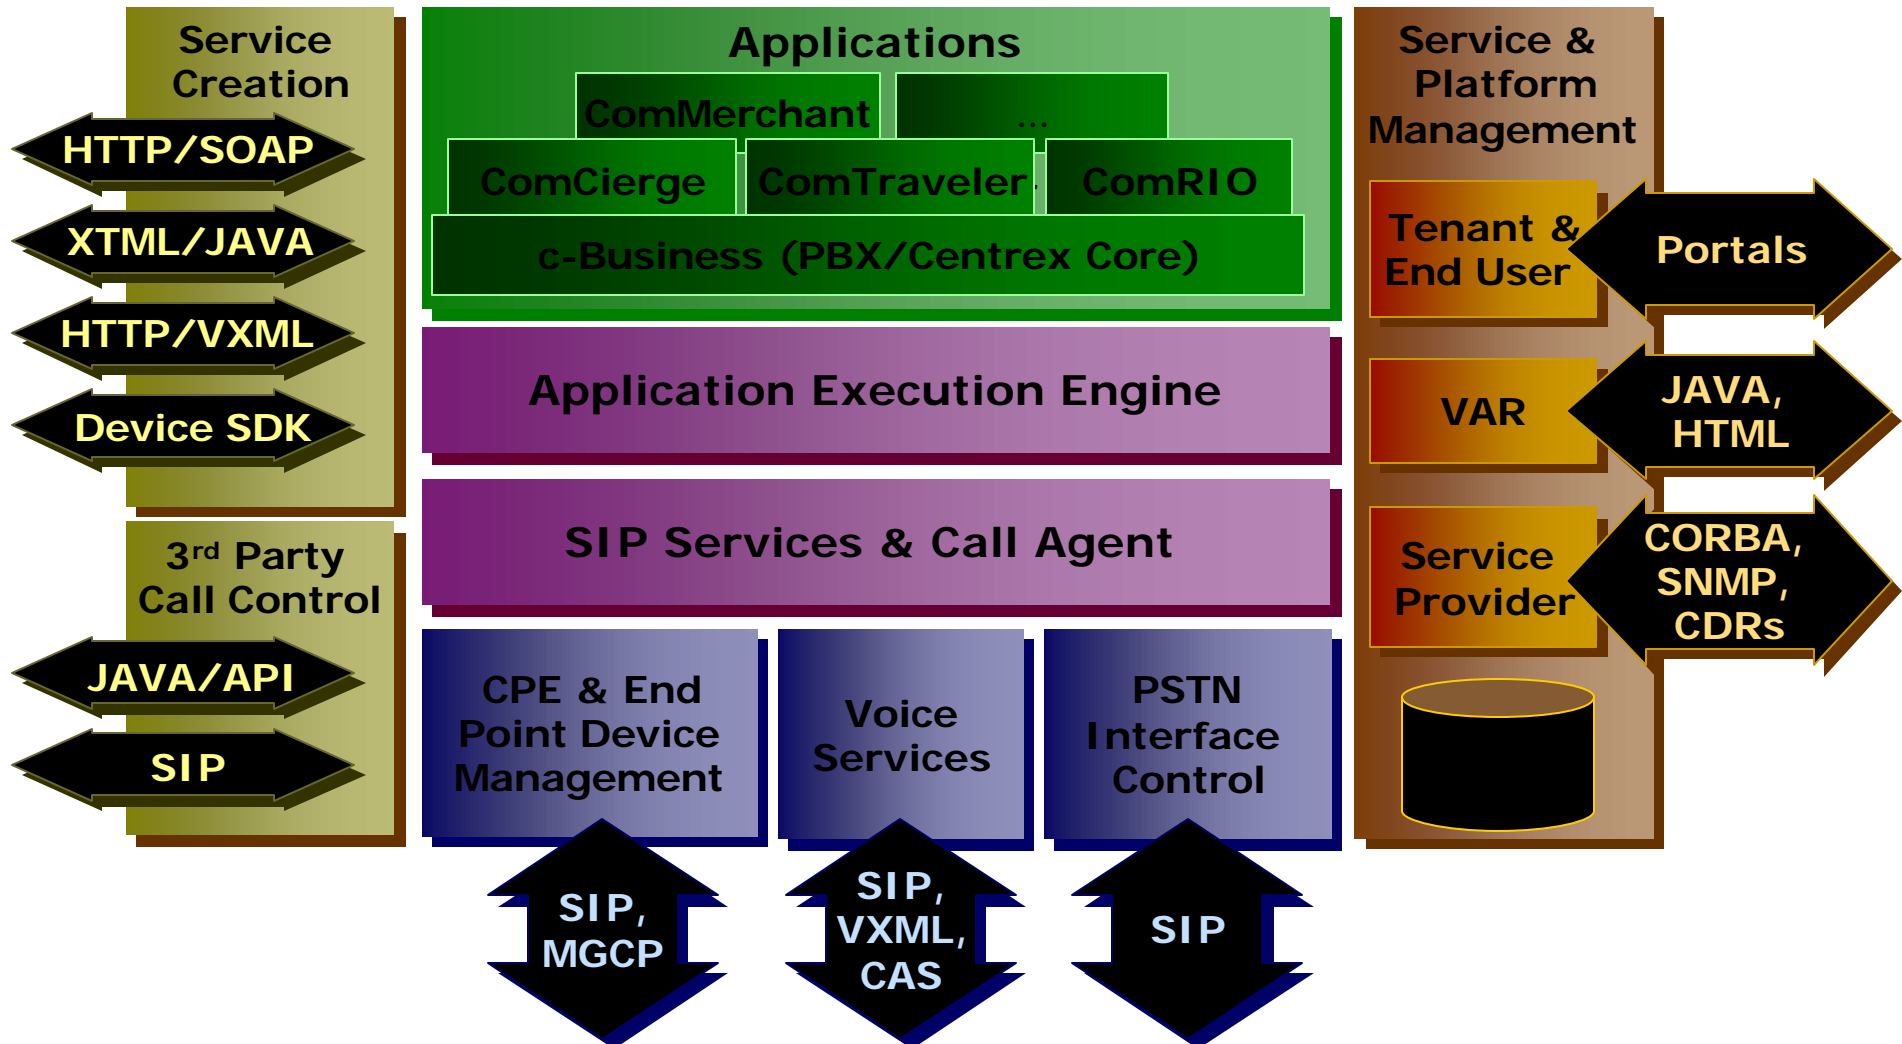 Service
Creation
HTTP/SOAP
XTML/JAVA
HTTP/VXML
Device SDK
3rd Party
Call Control
JAVA/API
SIP
Applications
ComMerchant
...
ComCierge
ComTraveler
ComRIO
c-Business (PBX/Centrex Core)
Application Execution Engine
SIP Services & Call Agent
CPE & End
Point Device
Management
SIP,
MGCP
Voice
Services
SIP,
VXML,
CAS
PSTN
Interface
Control
SIP
Service &
Platform
Management
Tenant &
End User
Portals
VAR
JAVA,
HTML
Service
Provider
CORBA,
SNMP,
CDRs